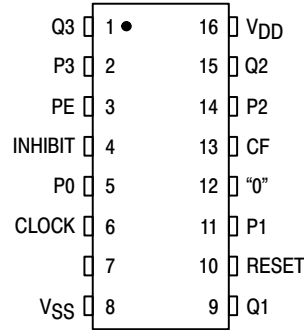 Q3 1 16 VDD
P3 2 15 Q2
PE 3 14 P2
INHIBIT 4 13 CF
P0 5 12 “0”
CLOCK 6 11 P1
7 10 RESET
VSS 8 9 Q1